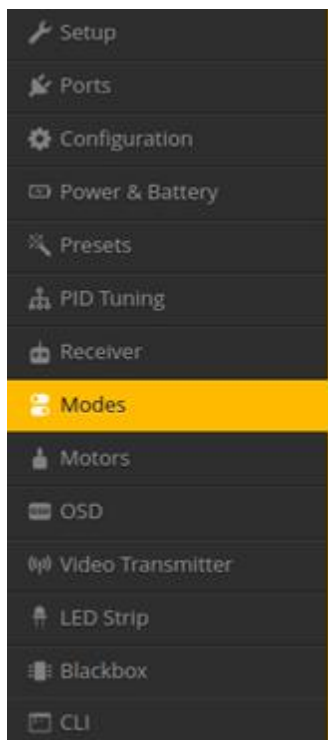 Setup
Ports
Configuration
Power & Battery
Presets
PID Tuning
Receiver
Modes
Motors
OSD
Video Transmitter
LED Strip
Blackbox
CLI